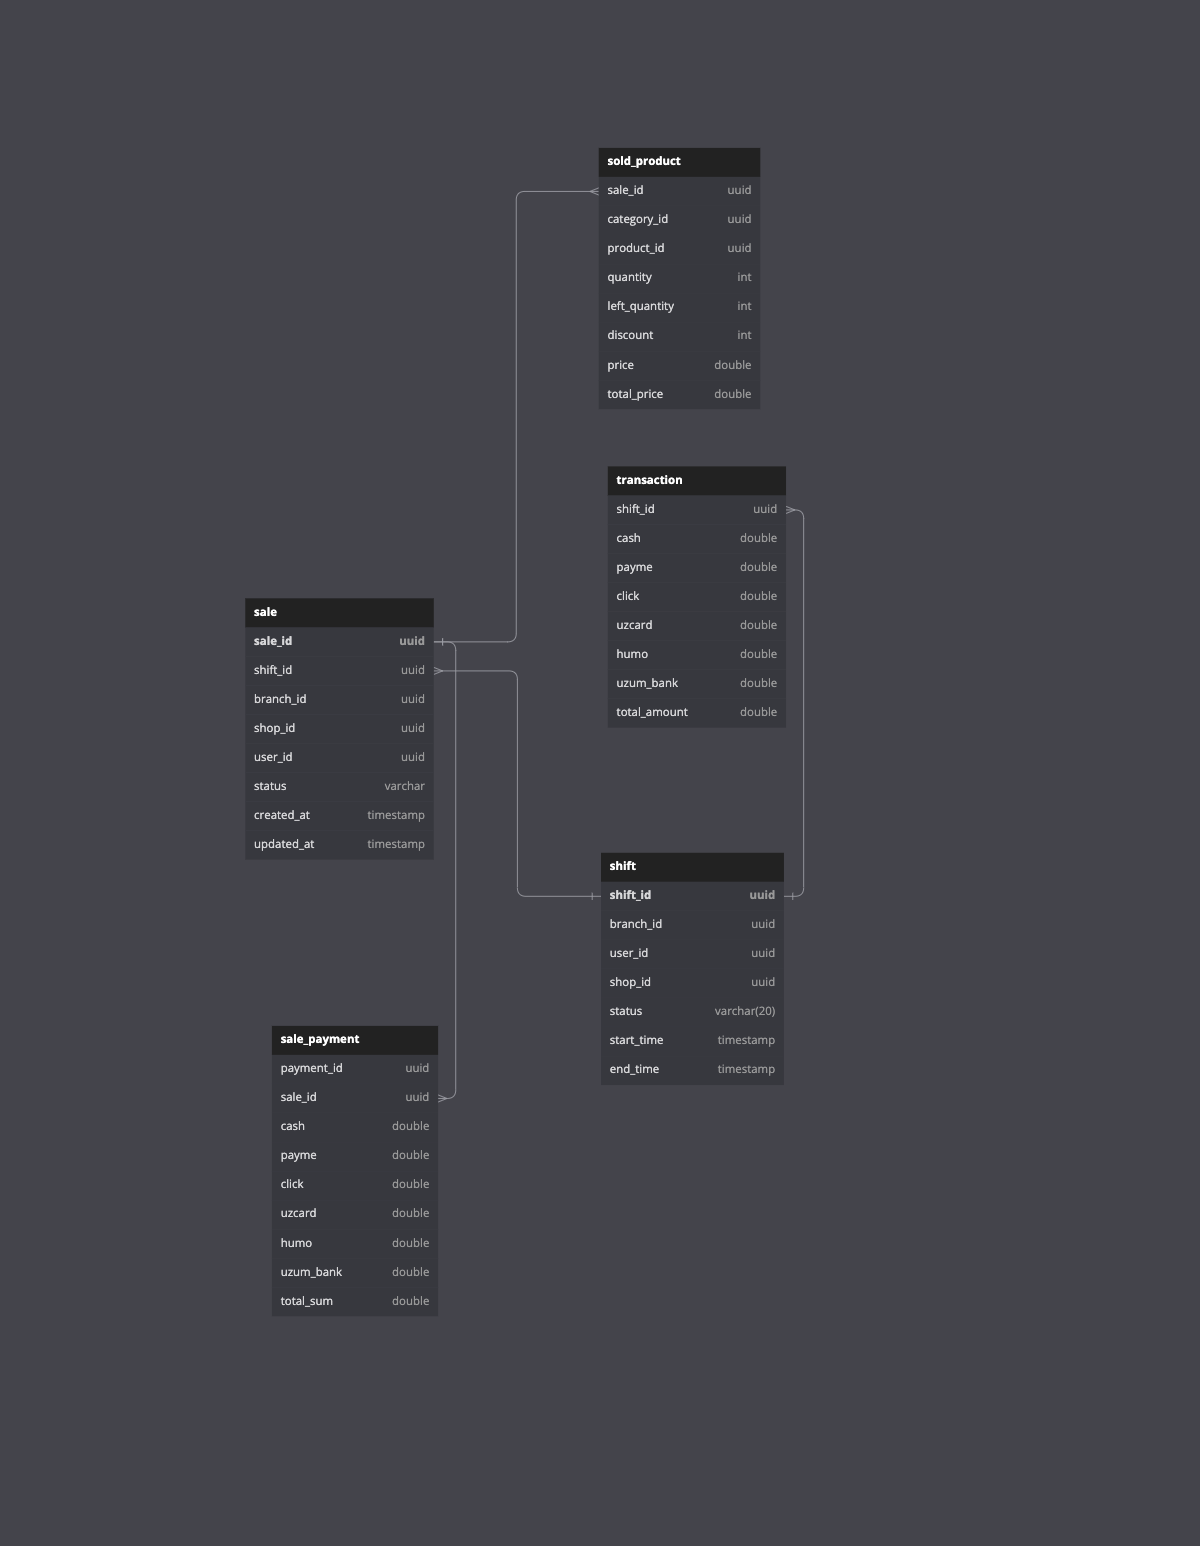 sold_product
sale_id uuid
category_id uuid
product_id uuid
quantity int
left_quantity int
discount int
price double
total_price double
transaction
shift_id uuid
cash double
payme double
click double
uzcard double
humo double
uzum_bank double
total_amount double
sale
sale_id uuid
shift_id uuid
branch_id uuid
shop_id uuid
user_id uuid
status varchar
created_at timestamp
updated_at timestamp
shift
shift_id uuid
branch_id uuid
user_id uuid
shop_id uuid
status varchar(20)
start_time timestamp
end_time timestamp
sale_payment
payment_id uuid
sale_id uuid
cash double
payme double
click double
uzcard double
humo double
uzum_bank double
total_sum double